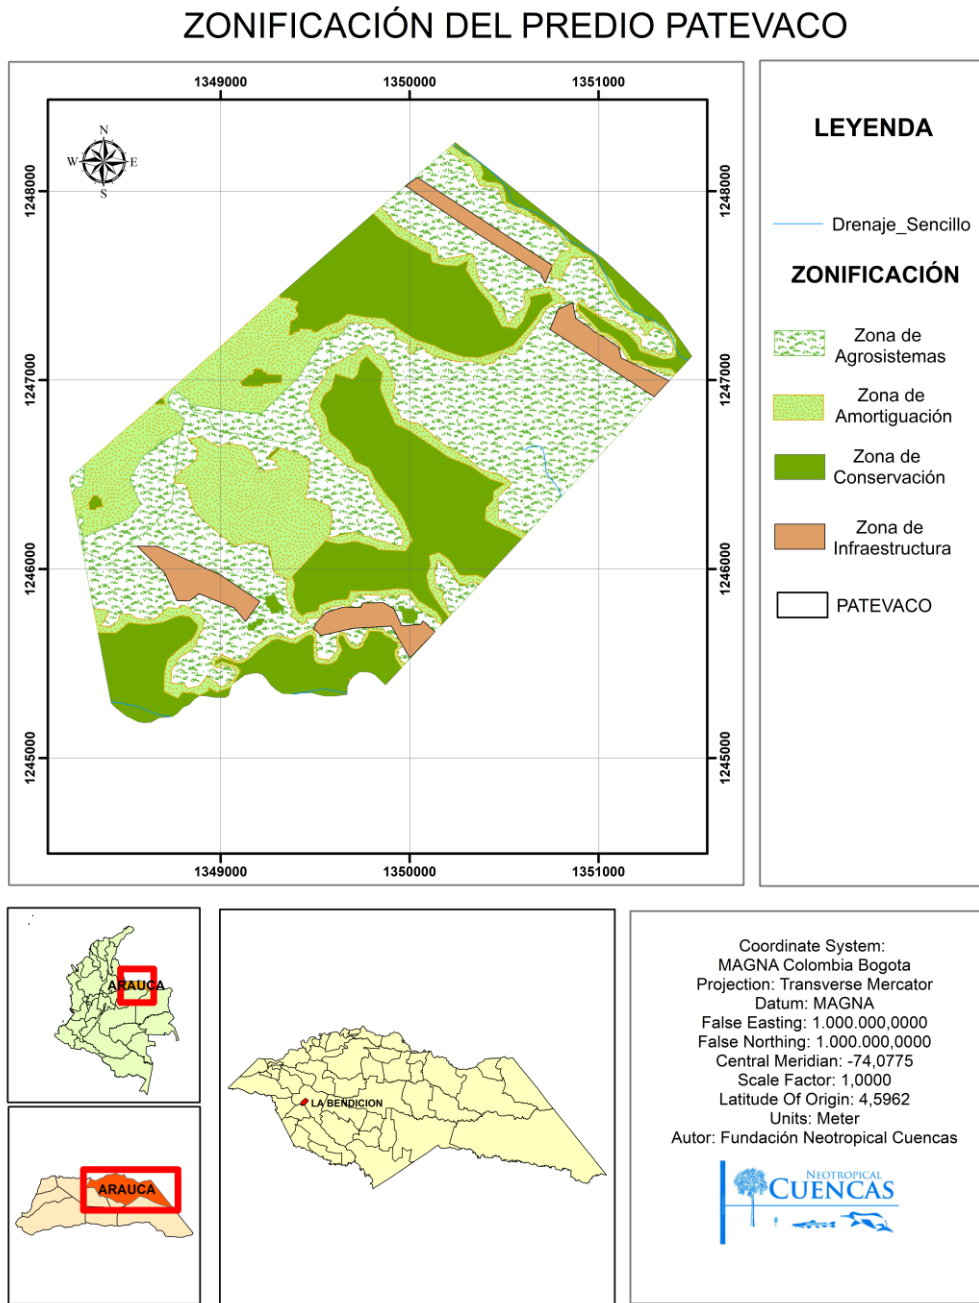 ZONIFICACIÓN DEL PREDIO PATEVACO
1349000
1350000
1351000
N
W
E
S
1248000
1248000
1247000
1247000
1246000
1246000
1245000
1245000
1349000
1350000
1351000
LEYENDA
Drenaje_Sencillo
ZONIFICACIÓN
Zona de
Agrosistemas
Zona de
Amortiguación
Zona de
Conservación
Zona de
Infraestructura
PATEVACO
ARAUCA
ARAUCA
LA BENDICION
Coordinate System:
MAGNA Colombia Bogota
Projection: Transverse Mercator
Datum: MAGNA
False Easting: 1.000.000,0000
False Northing: 1.000.000,0000
Central Meridian: -74,0775
Scale Factor: 1,0000
Latitude Of Origin: 4,5962
Units: Meter
Autor: Fundación Neotropical Cuencas
NEOTROPICAL
CUENCAS